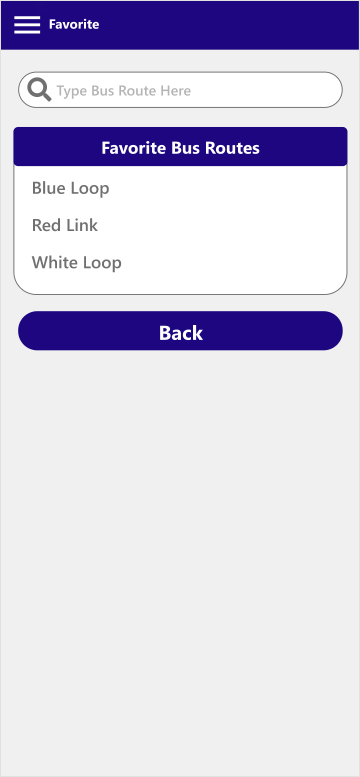 Favorite
Type Bus Route Here
Favorite Bus Routes
Blue Loop
Red Link
White Loop
Back